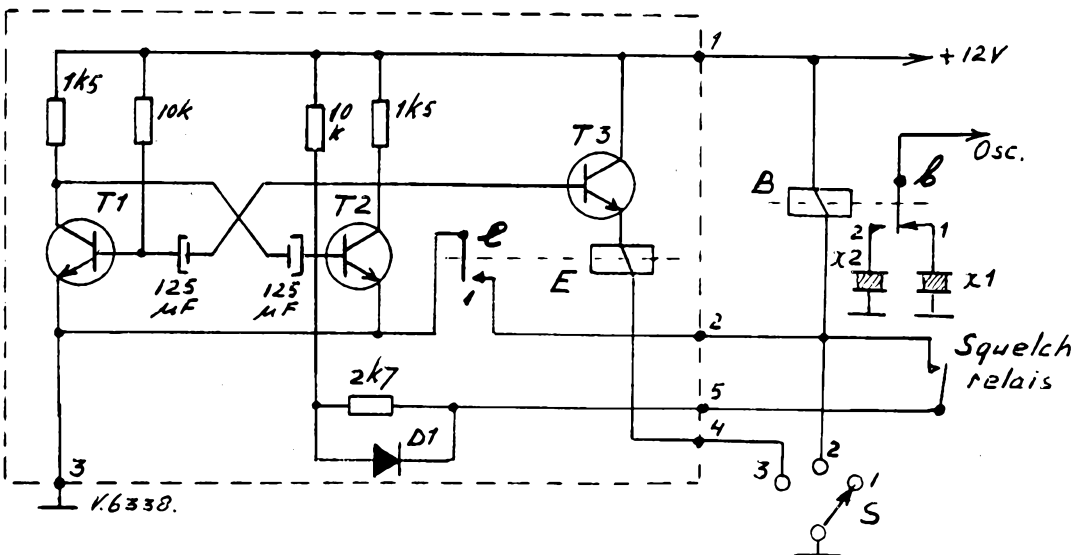 1
+12V
1k5
10k
10
k
1k5
T3
Osc.
B
b
T1
T2
e
2
1
x2
x1
125
µF
125
µF
1
E
2
Squelch
relais
2k7
5
4
D1
3
3
2
1
S
V.6338.